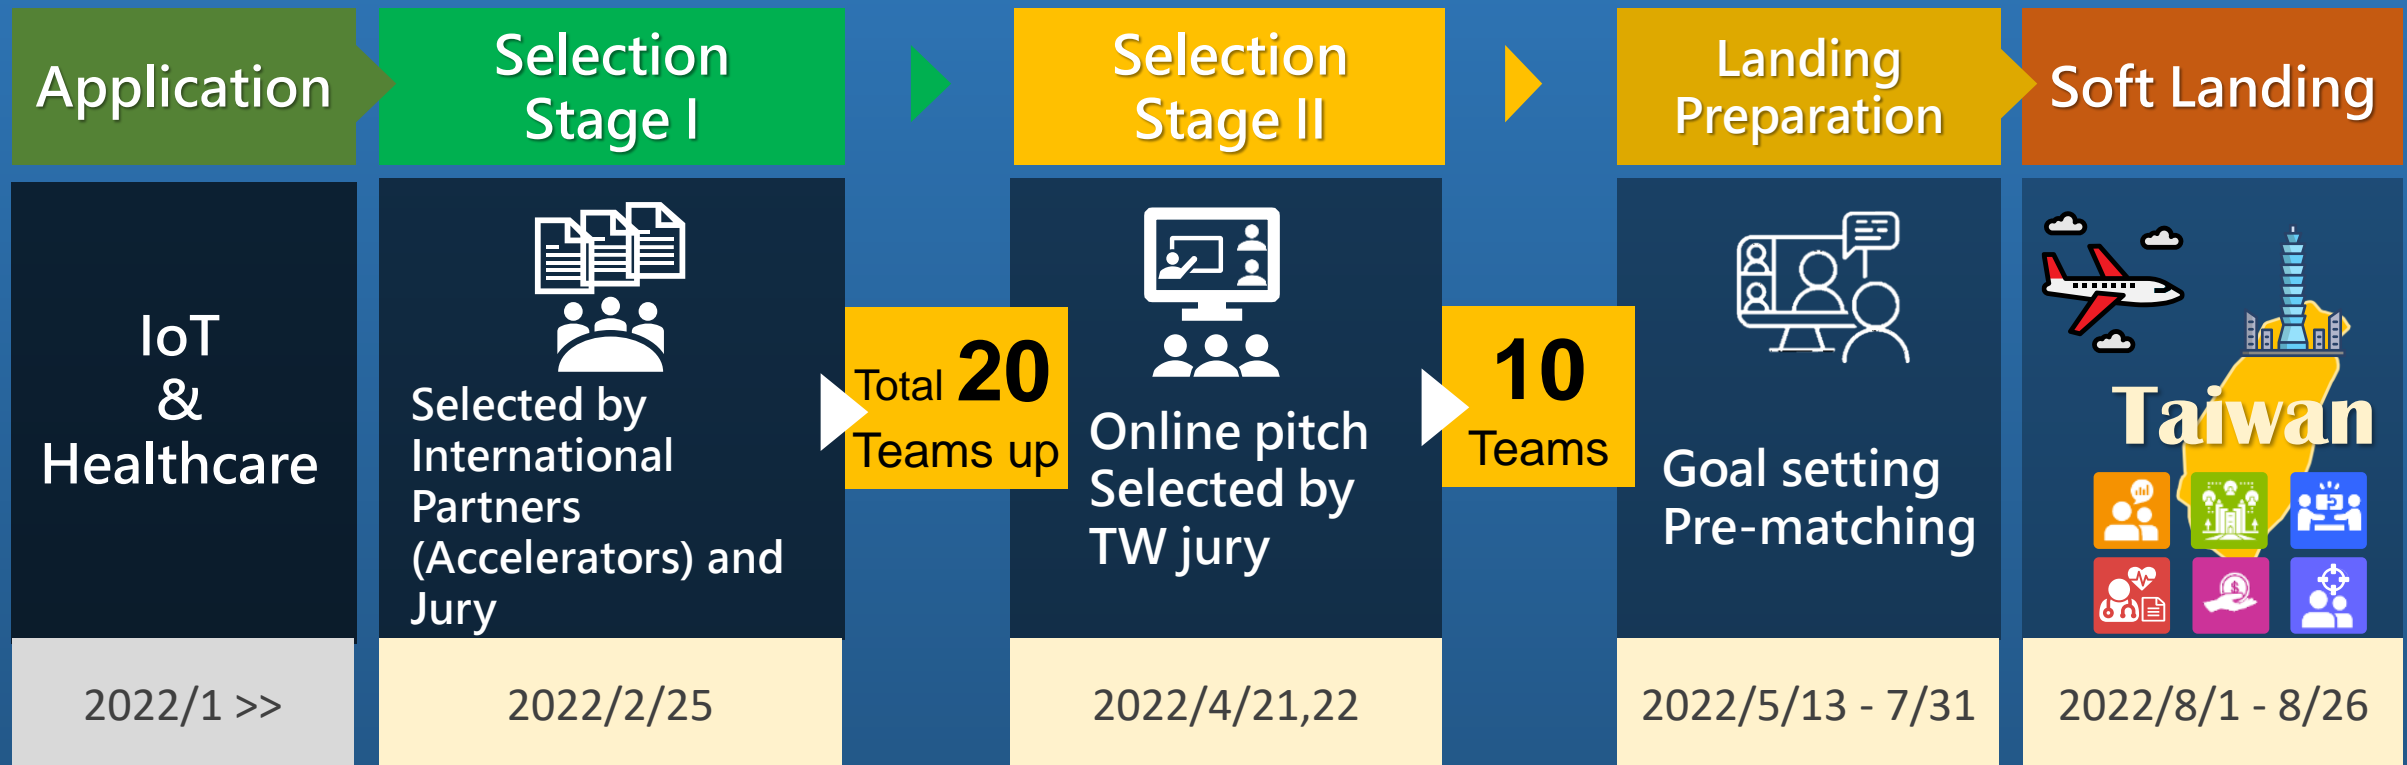 Application
Selection
Stage I
Selection
Stage II
Landing
Preparation
Soft Landing
IoT
&
Healthcare
Selected by
International
Partners
(Accelerators) and
Jury
Total 20
Teams up
Online pitch
Selected by
TW jury
10
Teams
Goal setting
Pre-matching
Taiwan
2022/1 >>
2022/2/25
2022/4/21,22
2022/5/13 - 7/31
2022/8/1 - 8/26